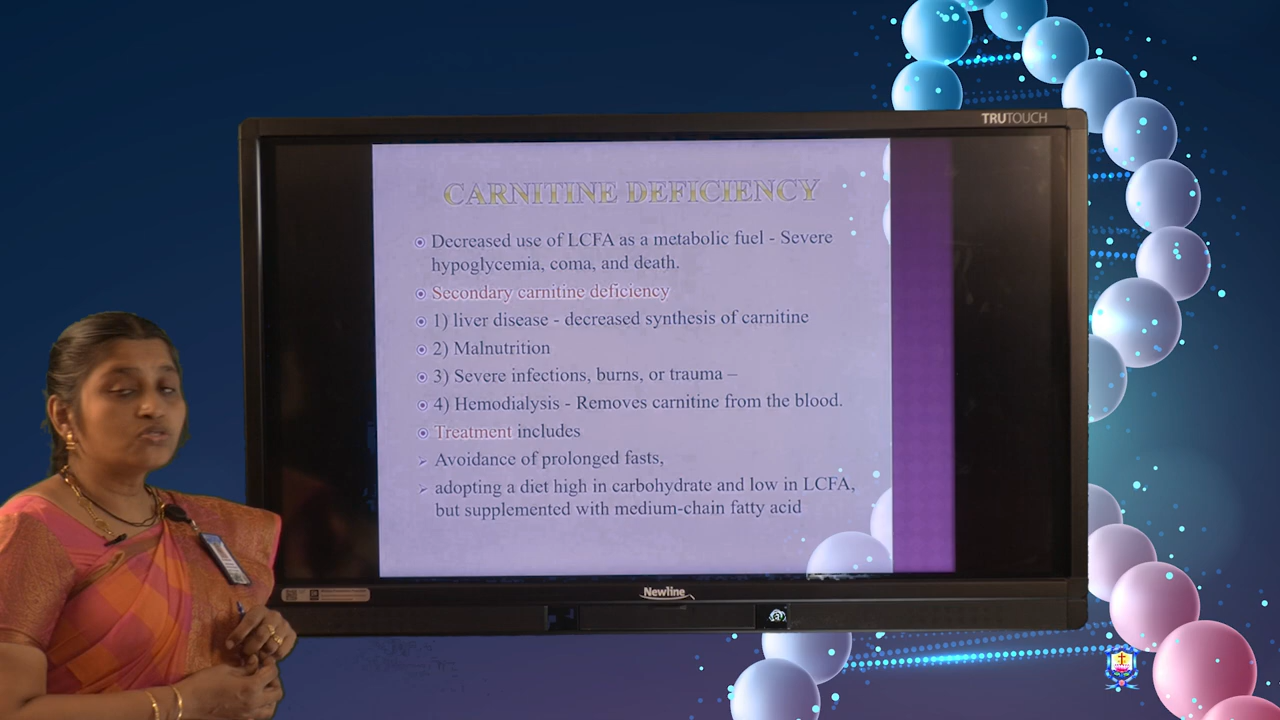 TRUTOUCH
CARNITINE DEFICIENCY
Decreased use of LCFA as a metabolic fuel - Severe
hypoglycemia, coma, and death.
Secondary carnitine deficiency
1) liver disease - decreased synthesis of carnitine
2) Malnutrition
3) Severe infections, burns, or trauma –
4) Hemodialysis - Removes carnitine from the blood.
Treatment includes
Avoidance of prolonged fasts,
adopting a diet high in carbohydrate and low in LCFA,
but supplemented with medium-chain fatty acid
Newline